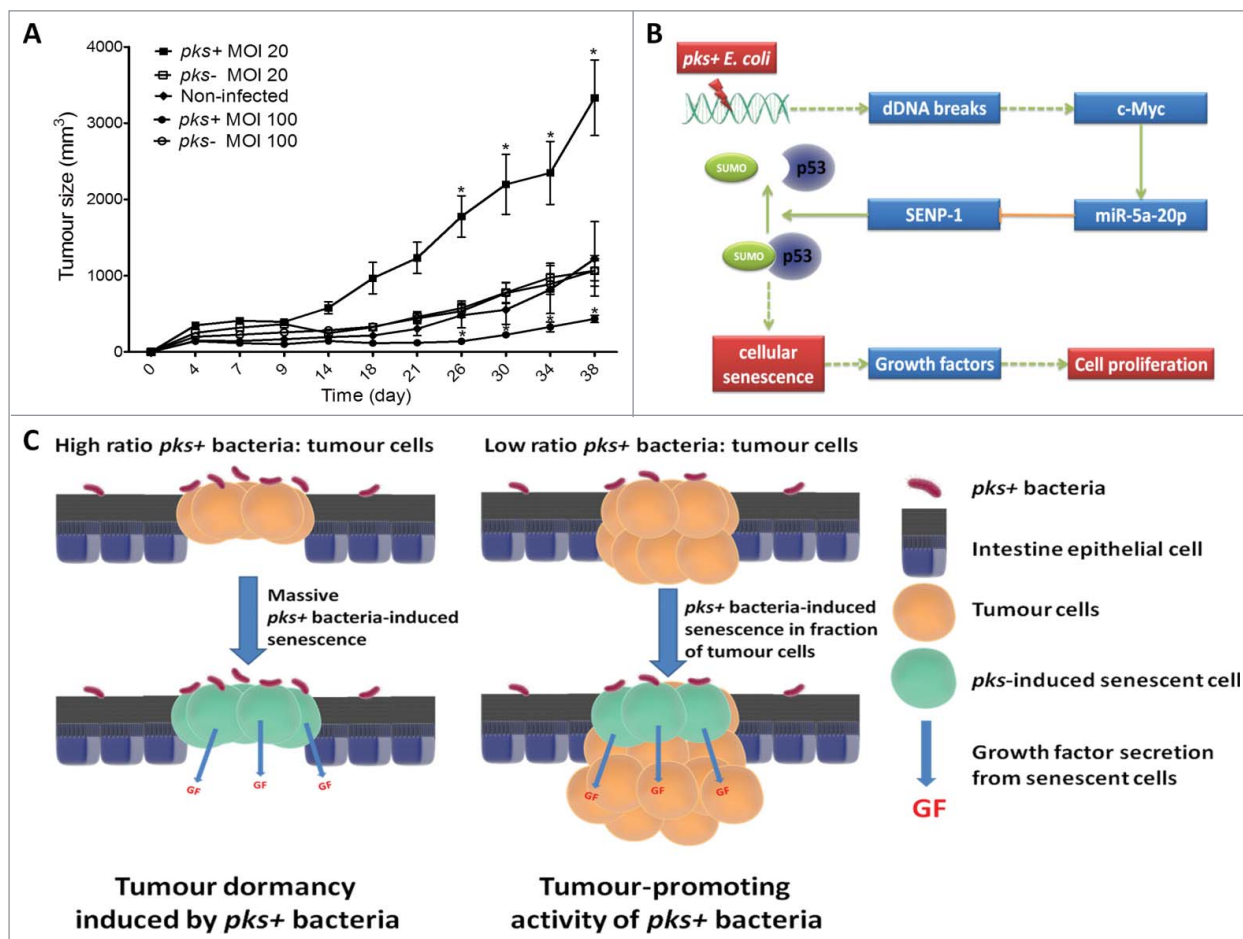 A
4000
3000
2000
1000
0
Tumour size (mm³)
pks+ MOI 20
pks- MOI 20
Non-infected
pks+ MOI 100
pks- MOI 100
*
*
*
*
*
*
*
*
*
0 4 7 9 14 18 21 26 30 34 38
Time (day)
B
pks+ E. coli
dDNA breaks
c-Myc
SUMO
p53
SENP-1
miR-5a-20p
SUMO
p53
cellular
senescence
Growth factors
Cell proliferation
C
High ratio pks+ bacteria: tumour cells
Massive
pks+ bacteria-induced
senescence
GF
GF
GF
Tumour dormancy
induced by pks+ bacteria
Low ratio pks+ bacteria: tumour cells
pks+ bacteria-induced
senescence in fraction
of tumour cells
GF
GF
GF
Tumour-promoting
activity of pks+ bacteria
pks+ bacteria
Intestine epithelial cell
Tumour cells
pks-induced senescent cell
Growth factor secretion
from senescent cells
GF